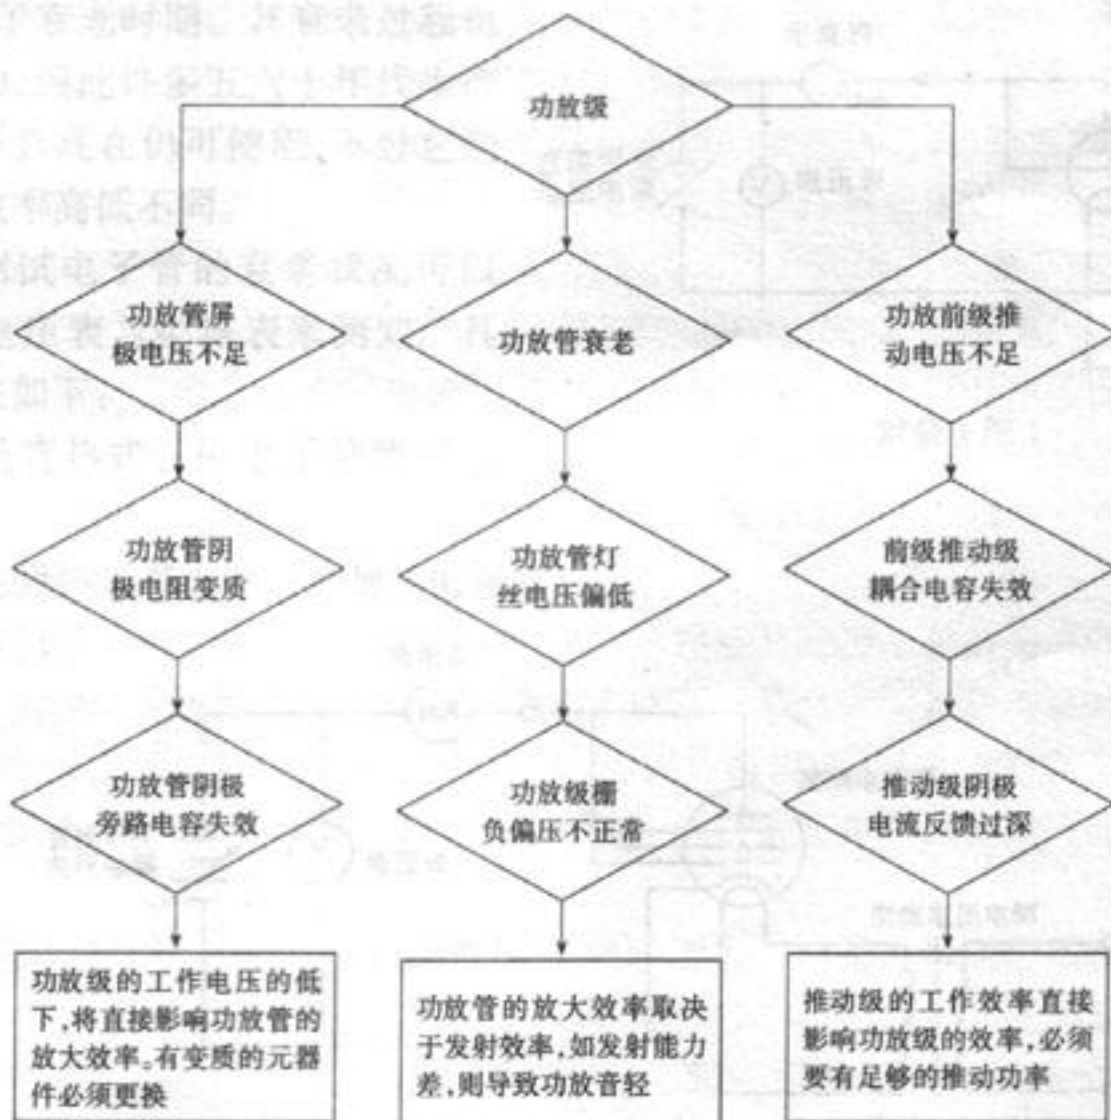 功放级
功放管屏
极电压不足
功放管衰老
功放前级推
动电压不足
功放管阴
极电阻变质
功放管灯
丝电压偏低
前级推动级
耦合电容失效
功放管阴极
旁路电容失效
功放级栅
负偏压不正常
推动级阴极
电流反馈过深
功放级的工作电压的低
下,将直接影响功放管的
放大效率。有变质的元器
件必须更换
功放管的放大效率取决
于发射效率,如发射能力
差,则导致功放音轻
推动级的工作效率直接
影响功放级的效率,必须
要有足够的推动功率